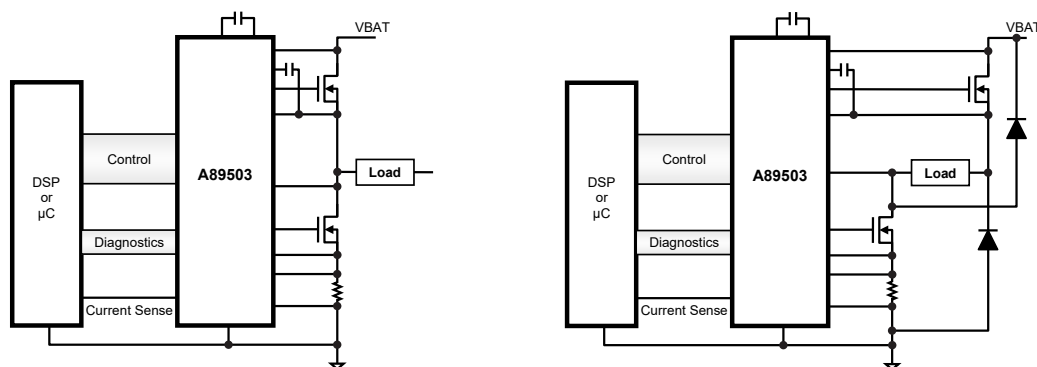 VBAT
DSP
or
µC
Control
Diagnostics
Current Sense
A89503
Load
VBAT
DSP
or
µC
Control
Diagnostics
Current Sense
A89503
Load